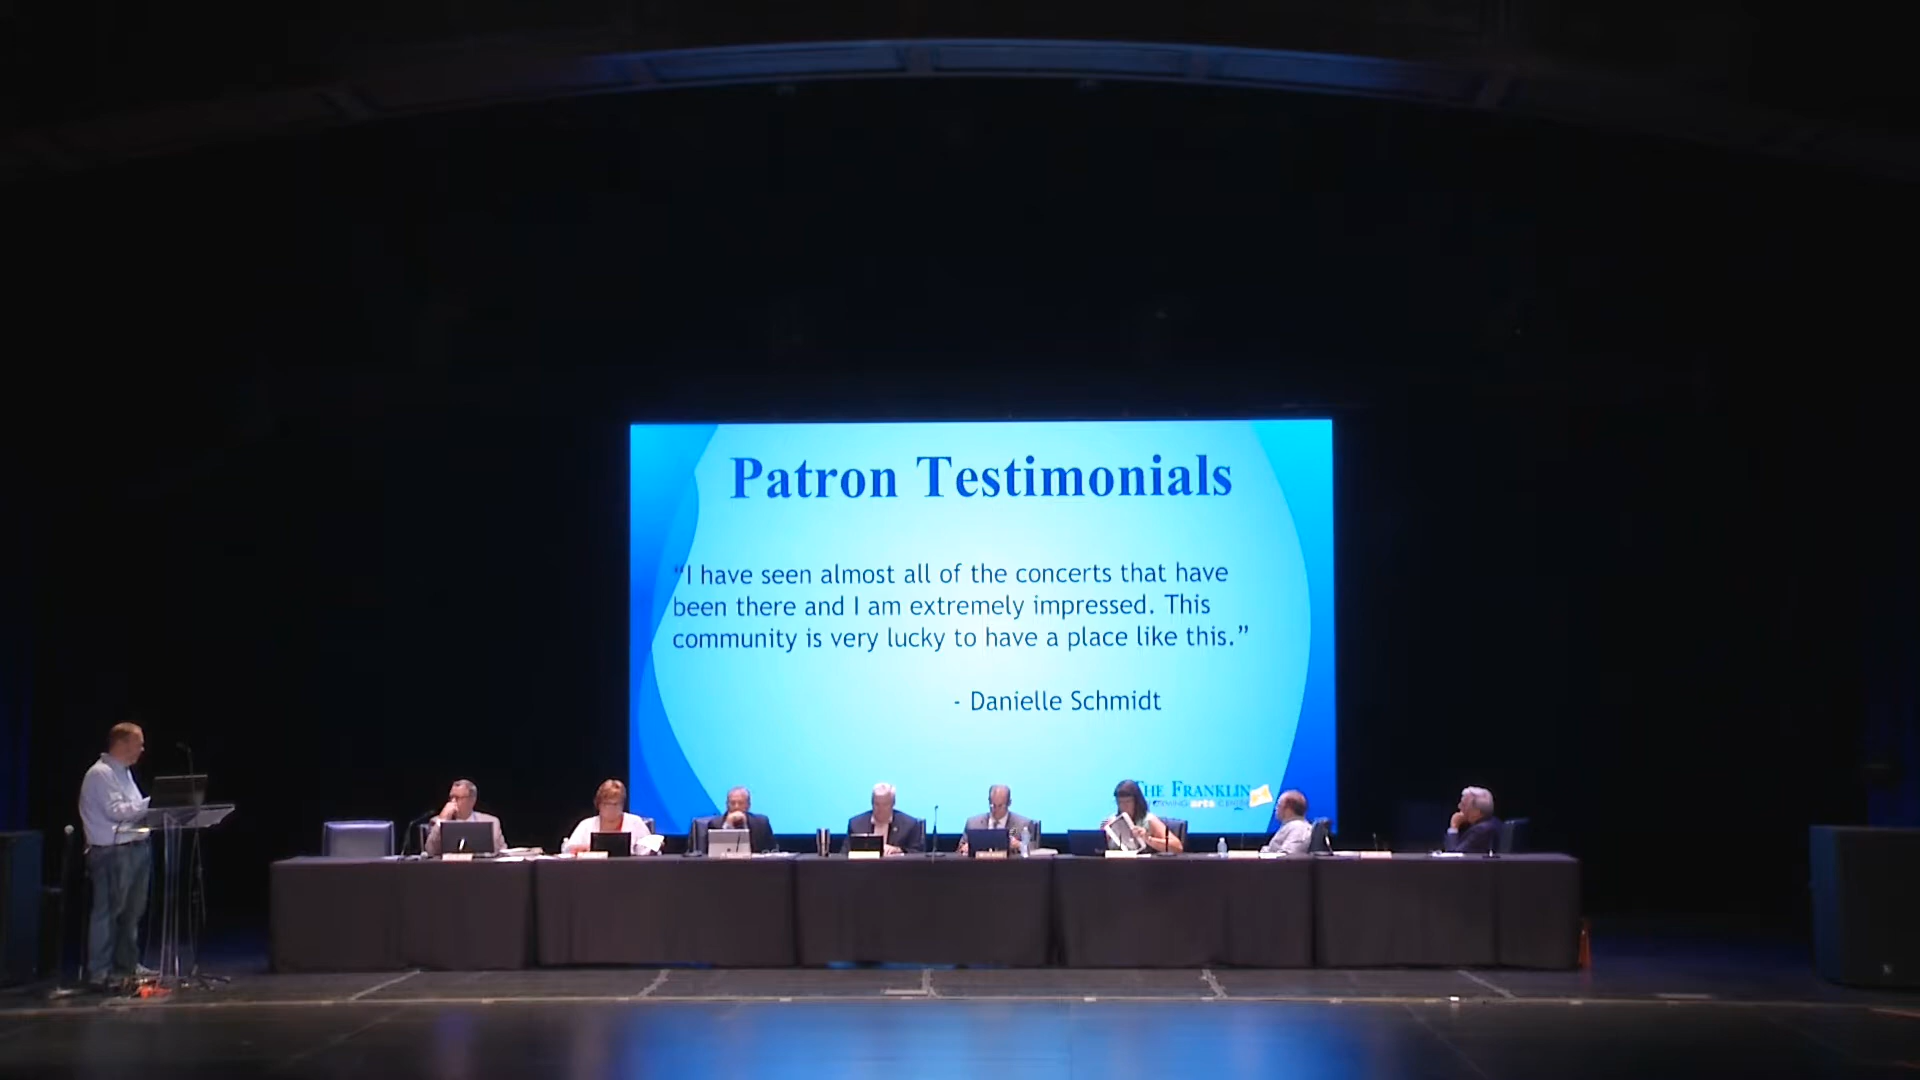 Patron Testimonials
“I have seen almost all of the concerts that have
been there and I am extremely impressed. This
community is very lucky to have a place like this.”
- Danielle Schmidt
THE FRANKLIN
arts